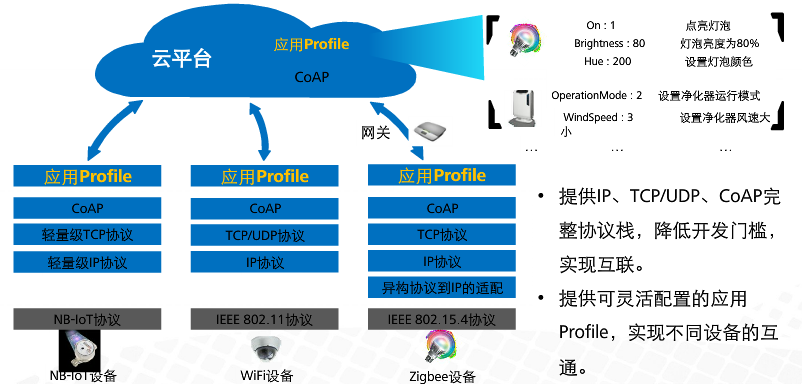 云平台
应用Profile
CoAP
On : 1 点亮灯泡
Brightness : 80 灯泡亮度为80%
Hue : 200 设置灯泡颜色
OperationMode : 2 设置净化器运行模式
WindSpeed : 3 设置净化器风速大
小
… … …
网关
应用Profile
CoAP
轻量级TCP协议
轻量级IP协议
NB-IoT协议
NB-IoT设备
应用Profile
CoAP
TCP/UDP协议
IP协议
IEEE 802.11协议
WiFi设备
应用Profile
CoAP
TCP协议
IP协议
异构协议到IP的适配
IEEE 802.15.4协议
Zigbee设备
• 提供IP、TCP/UDP、CoAP完
整协议栈，降低开发门槛，
实现互联。
• 提供可灵活配置的应用
Profile，实现不同设备的互
通。